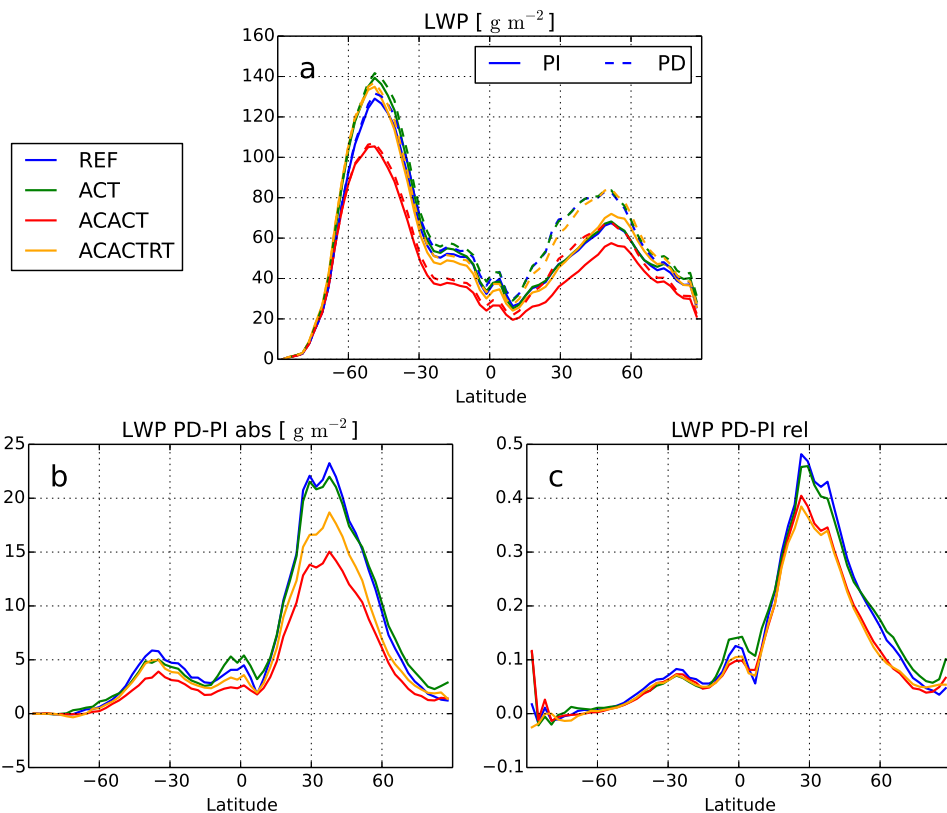 LWP [ g m−2 ]
160
140
120
100
80
60
40
20
0
a
PI PD
−60 −30 0 30 60
Latitude
REF
ACT
ACACT
ACACTRT
LWP PD-PI abs [ g m−2 ]
25
20
15
10
5
0
−5
b
−60 −30 0 30 60
Latitude
LWP PD-PI rel
0.5
0.4
0.3
0.2
0.1
0.0
−0.1
c
−60 −30 0 30 60
Latitude